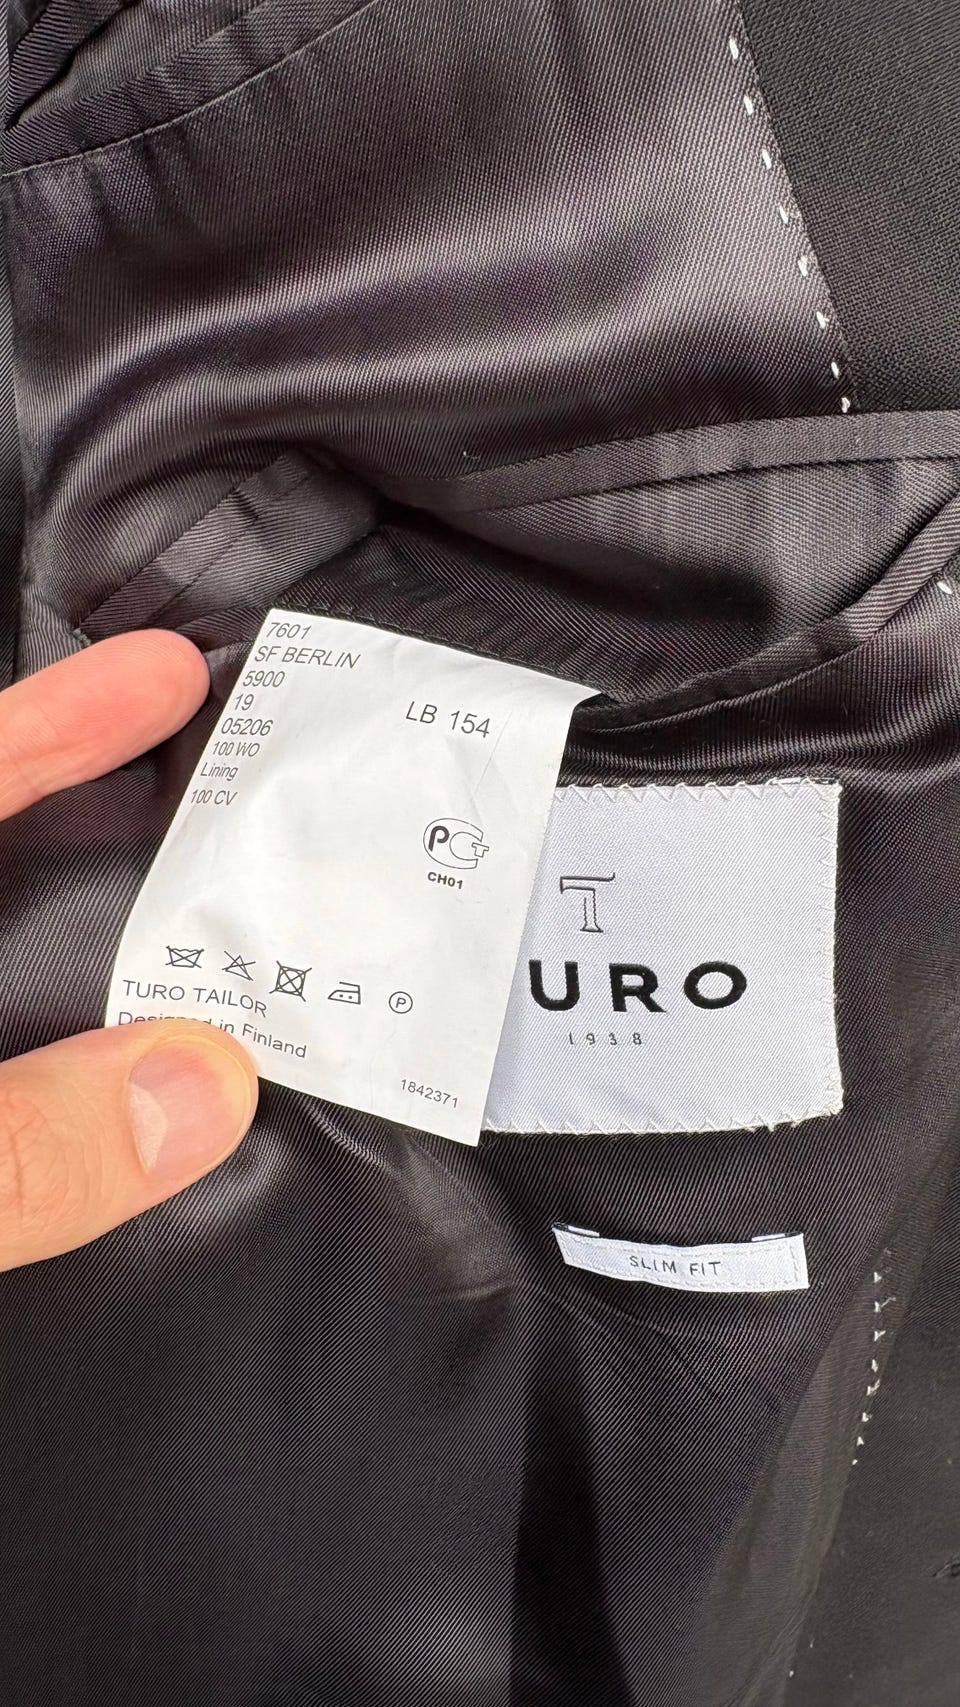 7601
SF BERLIN
5900
19
05206
100 WO
Lining
100 CV
LB 154
PCT
CH01
P
TURO TAILOR
Designed in Finland
1842371
T
URO
1938
SLIM FIT